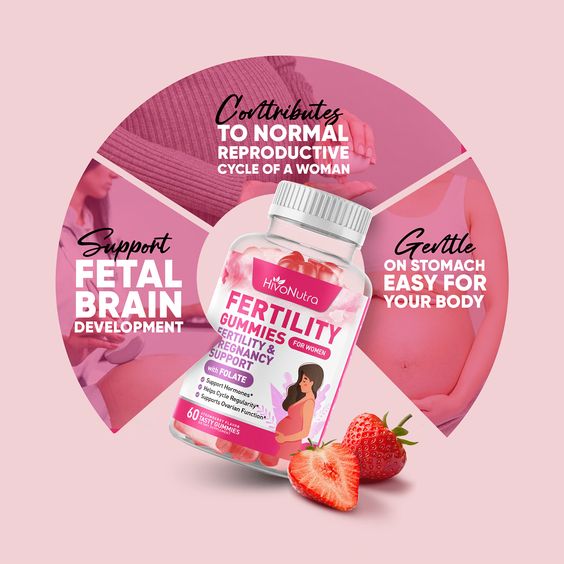 Contributes
TO NORMAL
REPRODUCTIVE
CYCLE OF A WOMAN
Support
FETAL
BRAIN
DEVELOPMENT
Gentle
ON STOMACH
EASY FOR
YOUR BODY
HivoNutra
FERTILITY
GUMMIES
FOR WOMEN
FERTILITY &
PREGNANCY
SUPPORT
with FOLATE
Support Hormones*
Helps Cycle Regularity*
Supports Ovarian Function*
60
STRAWBERRY FLAVOR
TASTY GUMMIES